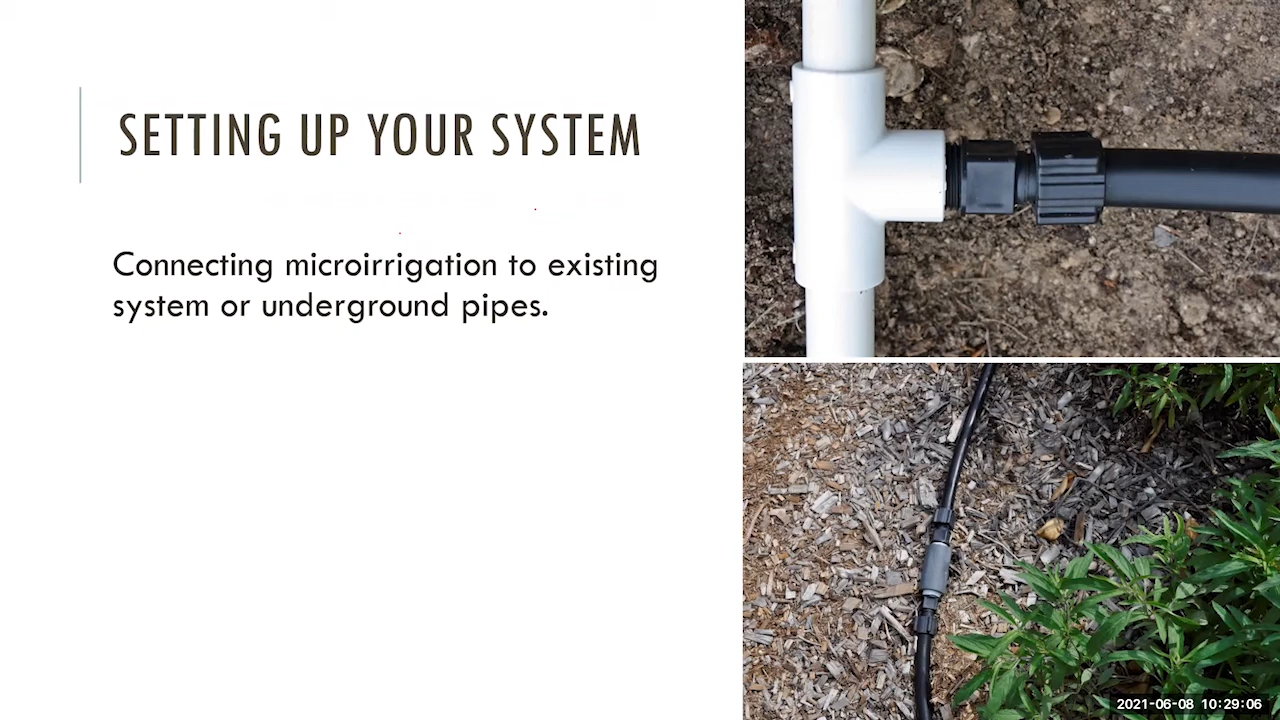 SETTING UP YOUR SYSTEM
Connecting microirrigation to existing
system or underground pipes.
2021-06-08 10:29:06